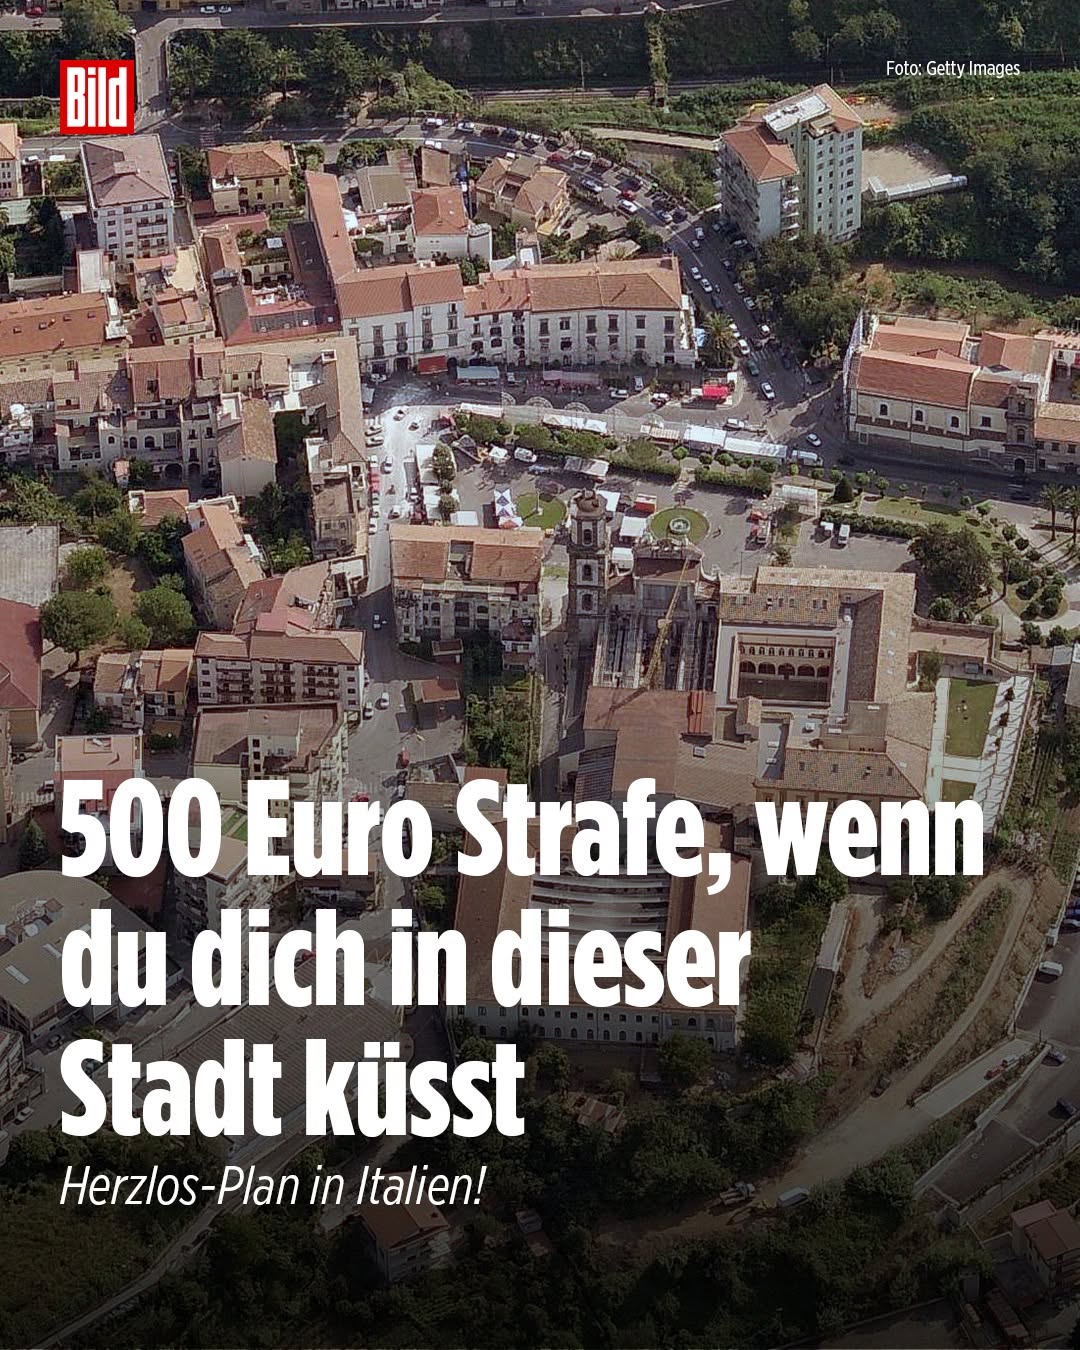 Bild
Foto: Getty Images
500 Euro Strafe, wenn
du dich in dieser
Stadt küsst
Herzlos-Plan in Italien!